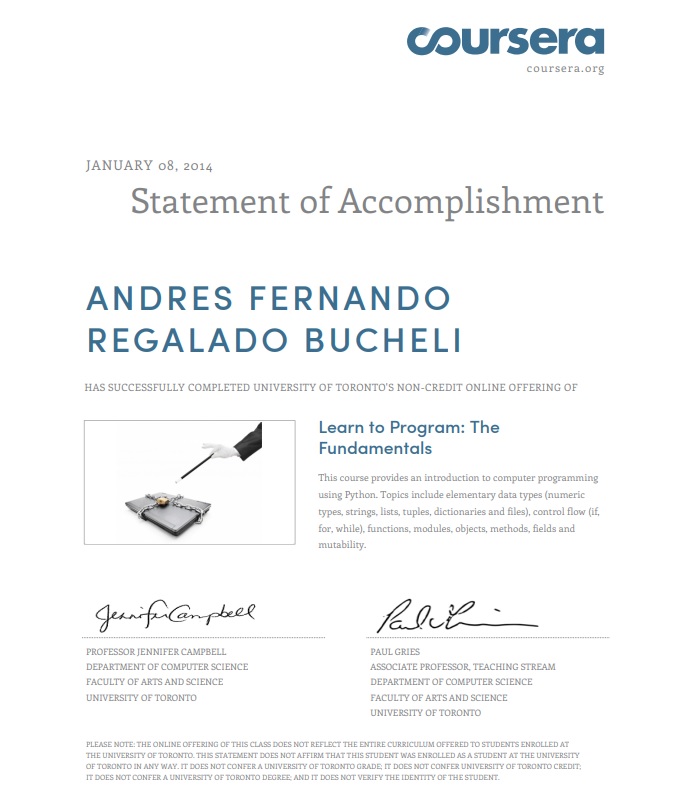 coursera
coursera.org
JANUARY 08, 2014
Statement of Accomplishment
ANDRES FERNANDO
REGALADO BUCHELI
HAS SUCCESSFULLY COMPLETED UNIVERSITY OF TORONTO'S NON-CREDIT ONLINE OFFERING OF
Learn to Program: The
Fundamentals
This course provides an introduction to computer programming
using Python. Topics include elementary data types (numeric
types, strings, lists, tuples, dictionaries and files), control flow (if,
for, while), functions, modules, objects, methods, fields and
mutability.
Jennifer Campbell
PROFESSOR JENNIFER CAMPBELL
DEPARTMENT OF COMPUTER SCIENCE
FACULTY OF ARTS AND SCIENCE
UNIVERSITY OF TORONTO
Paul Gries
PAUL GRIES
ASSOCIATE PROFESSOR, TEACHING STREAM
DEPARTMENT OF COMPUTER SCIENCE
FACULTY OF ARTS AND SCIENCE
UNIVERSITY OF TORONTO
PLEASE NOTE: THE ONLINE OFFERING OF THIS CLASS DOES NOT REFLECT THE ENTIRE CURRICULUM OFFERED TO STUDENTS ENROLLED AT
THE UNIVERSITY OF TORONTO. THIS STATEMENT DOES NOT AFFIRM THAT THIS STUDENT WAS ENROLLED AS A STUDENT AT THE UNIVERSITY
OF TORONTO IN ANY WAY. IT DOES NOT CONFER A UNIVERSITY OF TORONTO GRADE; IT DOES NOT CONFER UNIVERSITY OF TORONTO CREDIT;
IT DOES NOT CONFER A UNIVERSITY OF TORONTO DEGREE; AND IT DOES NOT VERIFY THE IDENTITY OF THE STUDENT.